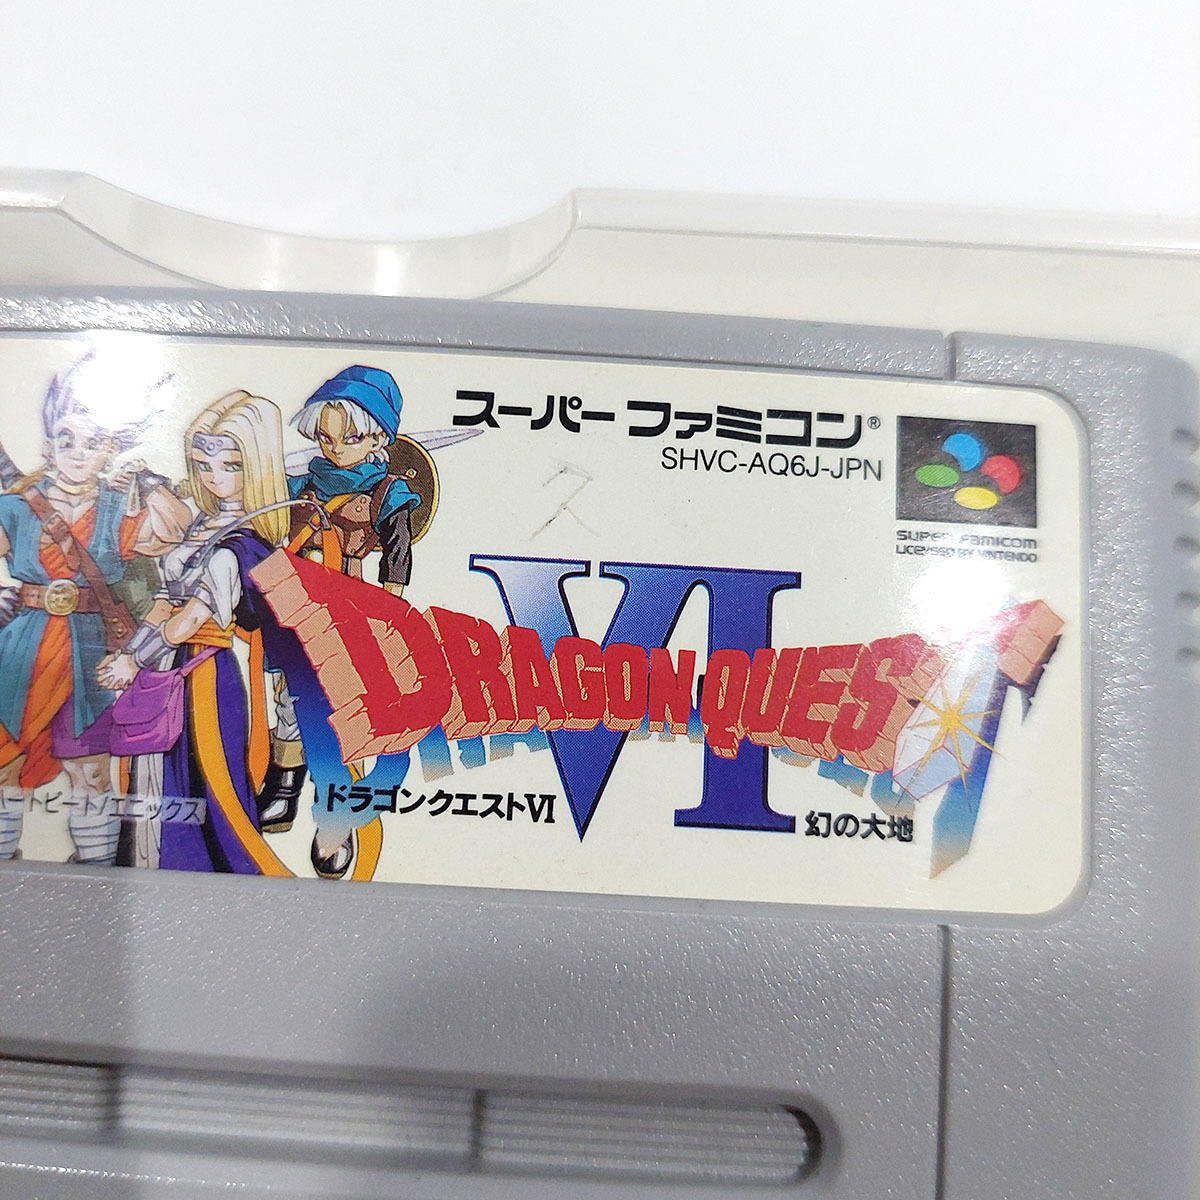 スーパーファミコン®
SHVC-AQ6J-JPN
ス
SUPER FAMICOM
LICENSED BY NINTENDO
VI
DRAGON QUEST
ドラゴンクエストVI
幻の大地
ハートビート/エニックス